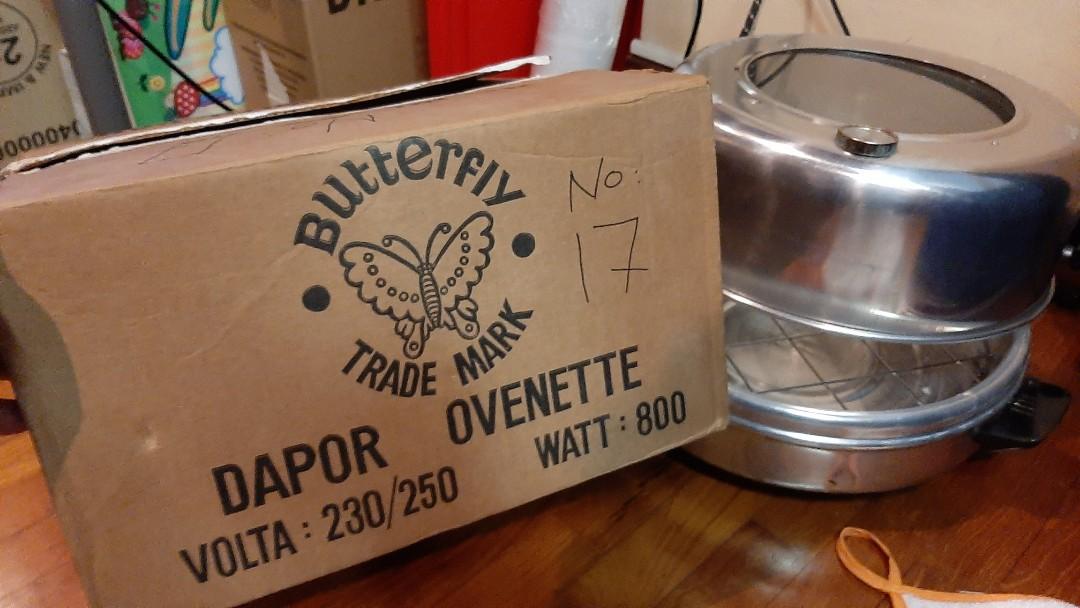 Butterfly
No:
17
TRADE MARK
DAPOR OVENETTE
VOLTA : 230/250 WATT : 800